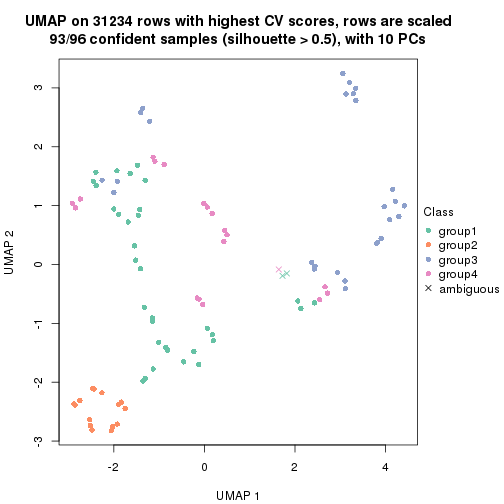 UMAP on 31234 rows with highest CV scores, rows are scaled
93/96 confident samples (silhouette > 0.5), with 10 PCs
3
2
1
0
-1
-2
-3
UMAP 2
-2
0
2
4
UMAP 1
Class
group1
group2
group3
group4
ambiguous